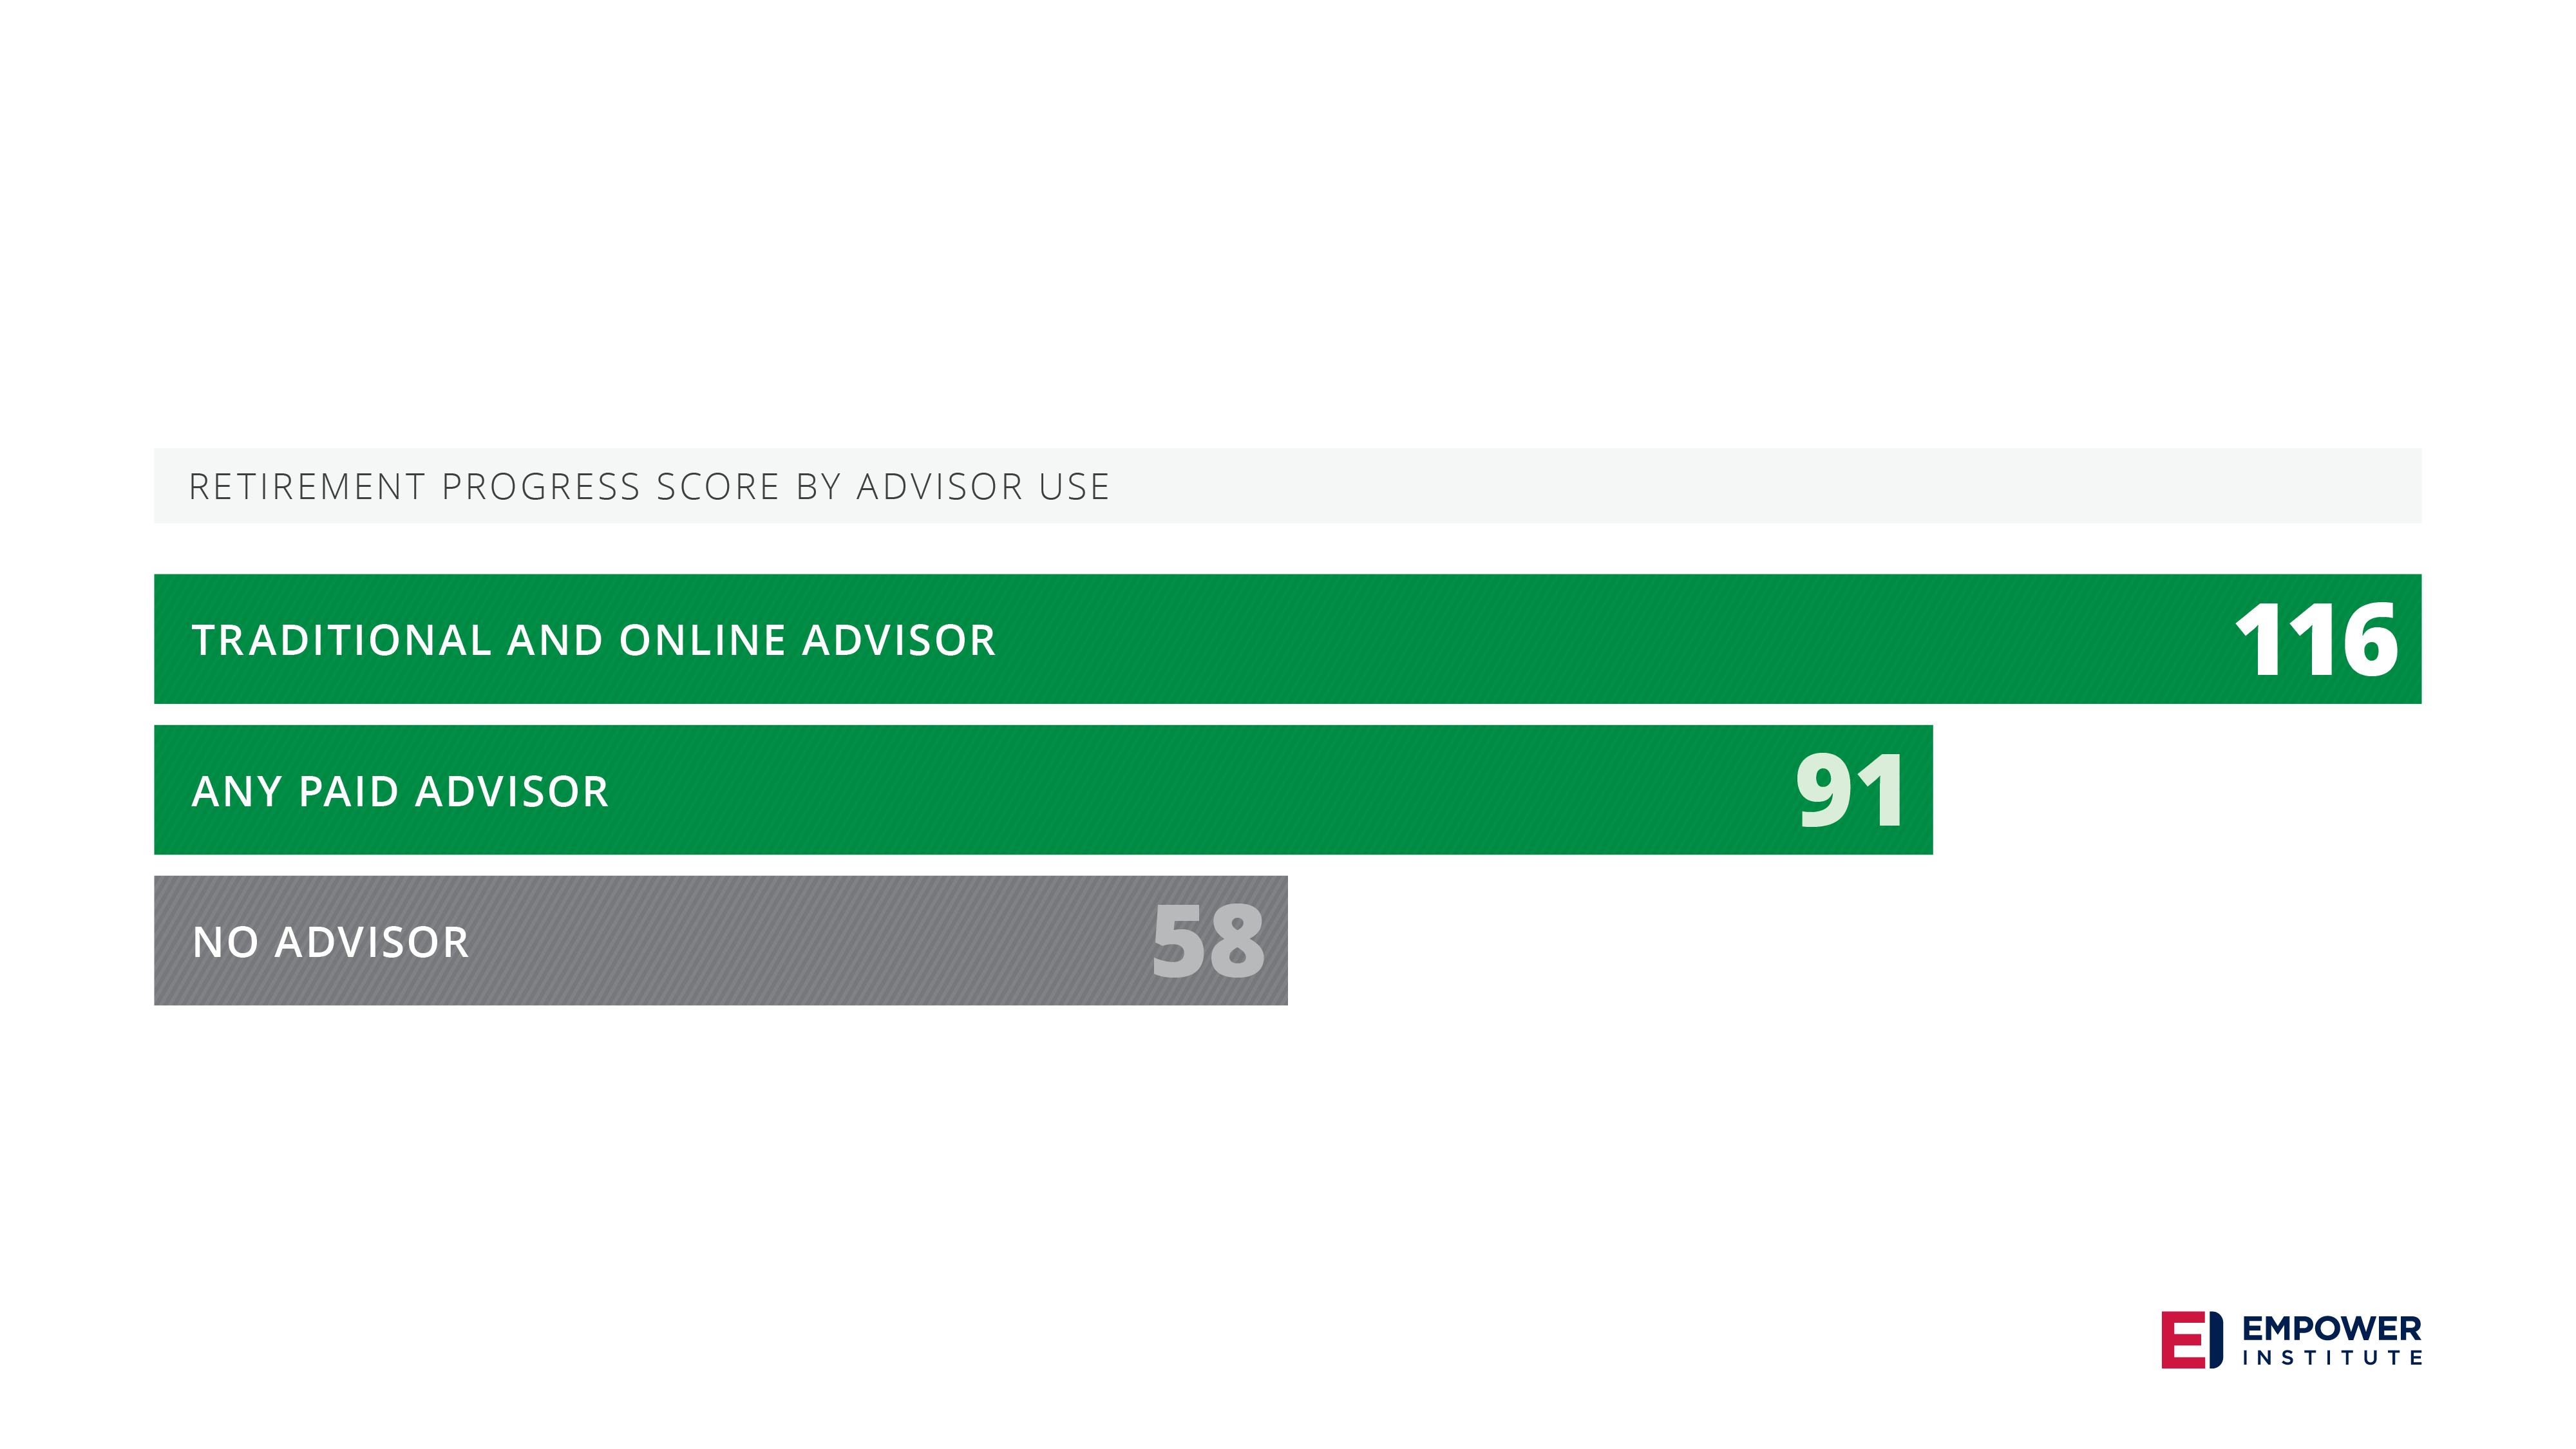 RETIREMENT PROGRESS SCORE BY ADVISOR USE
TRADITIONAL AND ONLINE ADVISOR 116
ANY PAID ADVISOR 91
NO ADVISOR 58
EI EMPOWER
INSTITUTE